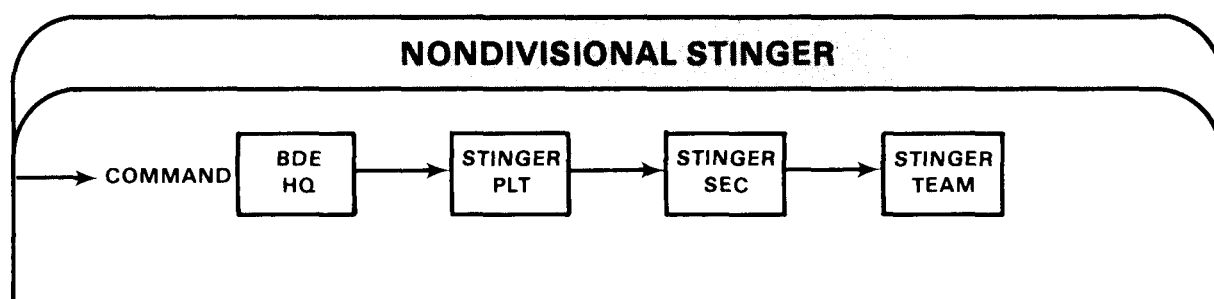 NONDIVISIONAL STINGER
COMMAND
BDE
HQ
STINGER
PLT
STINGER
SEC
STINGER
TEAM